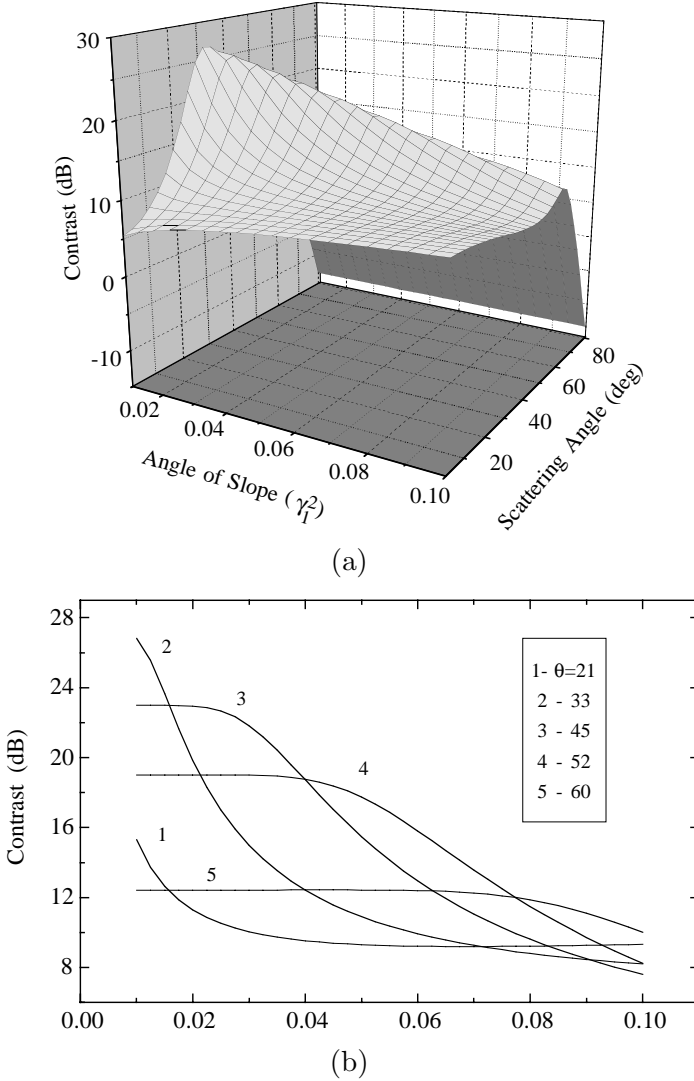 30
20
10
0
-10
Contrast (dB)
0.02
0.04
0.06
0.08
0.10
Angle of Slope (γ₁²)
20
40
60
80
Scattering Angle (deg)
(a)
28
24
20
16
12
8
Contrast (dB)
2
3
4
1
5
1- θ=21
2 - 33
3 - 45
4 - 52
5 - 60
0.00
0.02
0.04
0.06
0.08
0.10
(b)